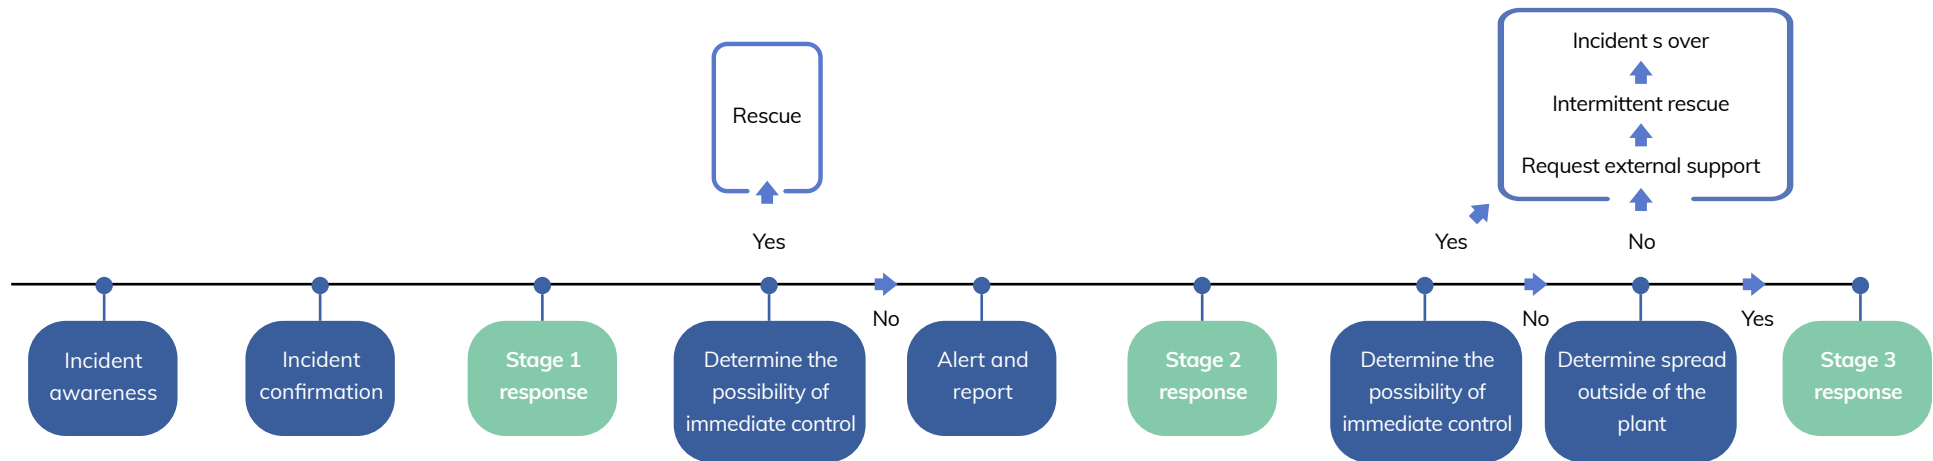 Incident s over
Intermittent rescue
Request external support
Rescue
Yes
Yes
No
No
No
Yes
Incident
awareness
Incident
confirmation
Stage 1
response
Determine the
possibility of
immediate control
Alert and
report
Stage 2
response
Determine the
possibility of
immediate control
Determine spread
outside of the
plant
Stage 3
response